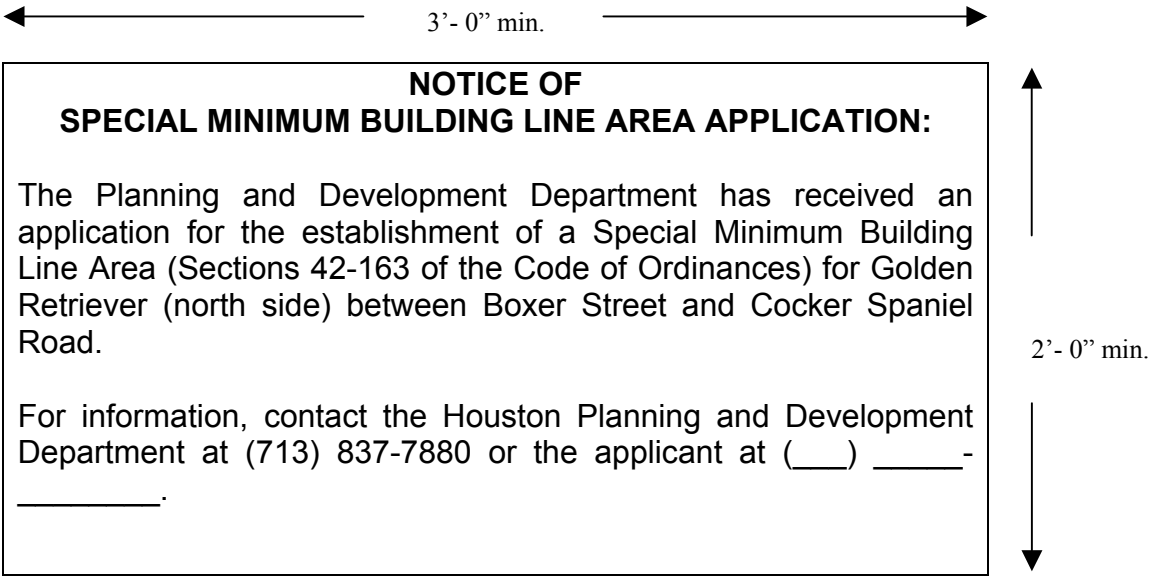 3’- 0” min.
NOTICE OF
SPECIAL MINIMUM BUILDING LINE AREA APPLICATION:
The Planning and Development Department has received an
application for the establishment of a Special Minimum Building
Line Area (Sections 42-163 of the Code of Ordinances) for Golden
Retriever (north side) between Boxer Street and Cocker Spaniel
Road.
2’- 0” min.
For information, contact the Houston Planning and Development
Department at (713) 837-7880 or the applicant at (___) _____-
________.